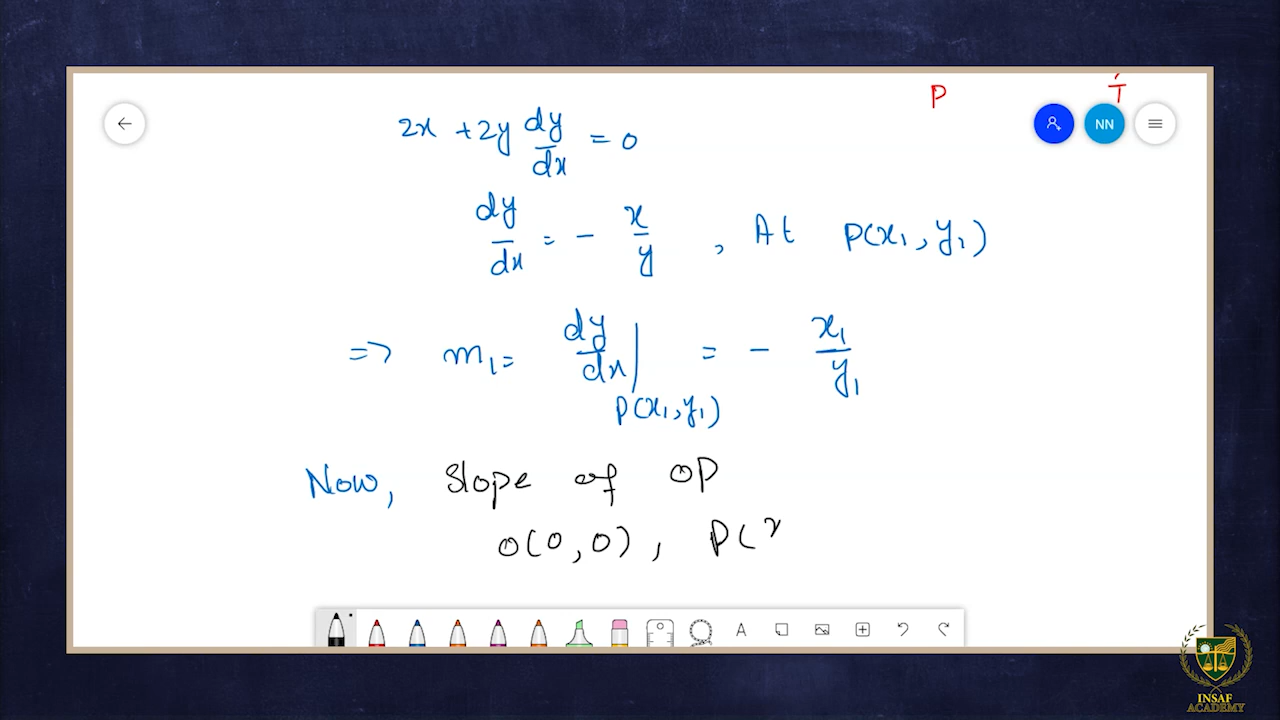 P T
NN
2x + 2y dy/dx = 0
dy/dx = - x/y , At P(x₁, y₁)
=> m₁ = dy/dx| P(x₁, y₁) = - x₁/y₁
Now, Slope of OP
O(0,0), P(x
A
INSAF
ACADEMY